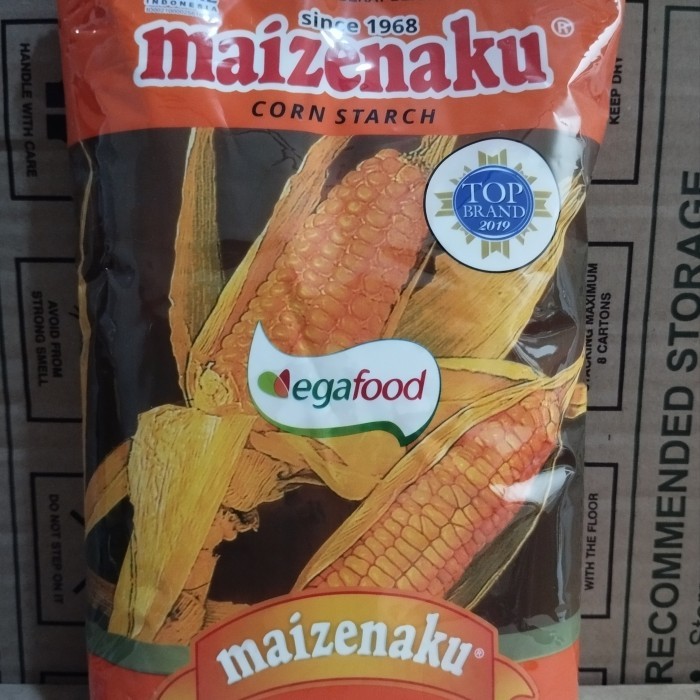 INDONESIA
since 1968
maizenaku®
CORN STARCH
TOP
BRAND
2019
egafood
maizenaku®
HANDLE WITH CARE
AVOID FROM
STRONG SMELL
DO NOT STEP ON IT
KEEP DRY
MAXIMUM
8 CARTONS
WITH THE FLOOR
RECOMMENDED STORAGE